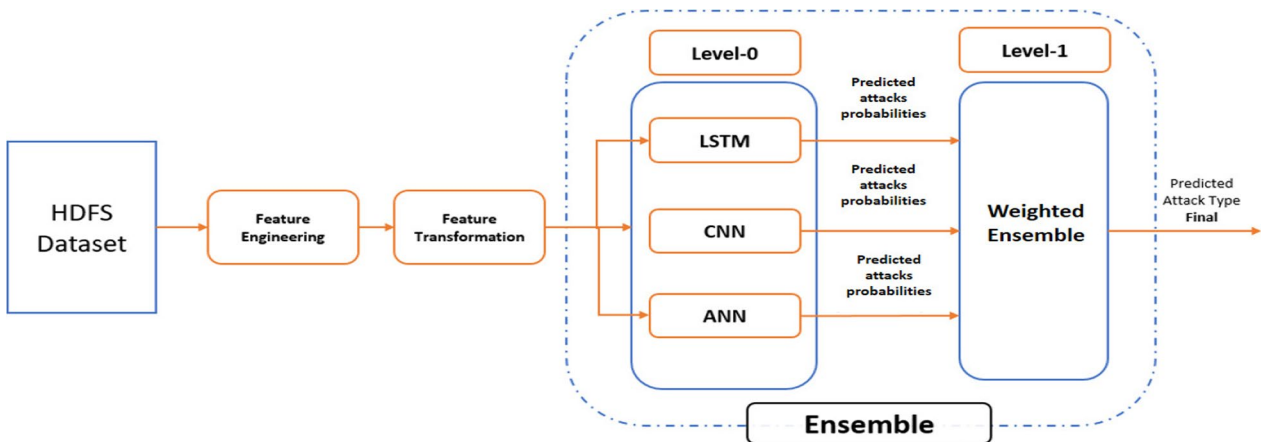 HDFS
Dataset
Feature
Engineering
Feature
Transformation
Level-0
LSTM
CNN
ANN
Predicted
attacks
probabilities
Predicted
attacks
probabilities
Predicted
attacks
probabilities
Level-1
Weighted
Ensemble
Predicted
Attack Type
Final
Ensemble